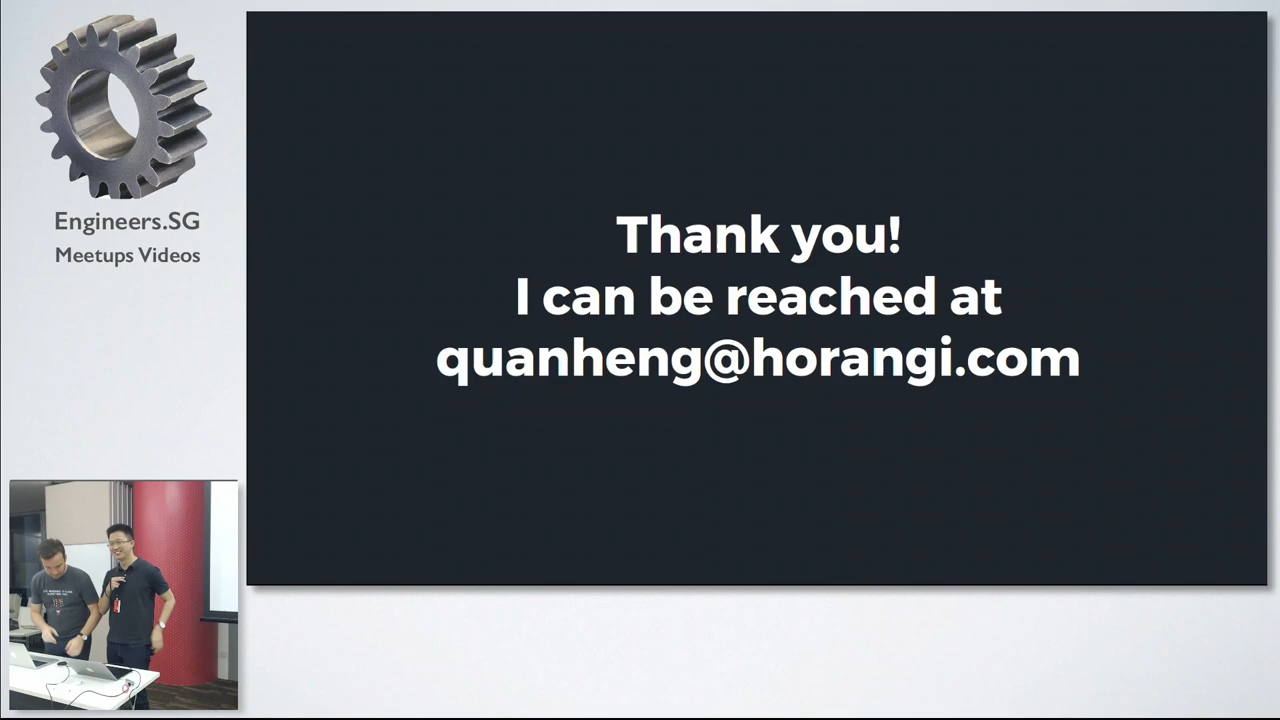 Engineers.SG
Meetups Videos
Thank you!
I can be reached at
quanheng@horangi.com